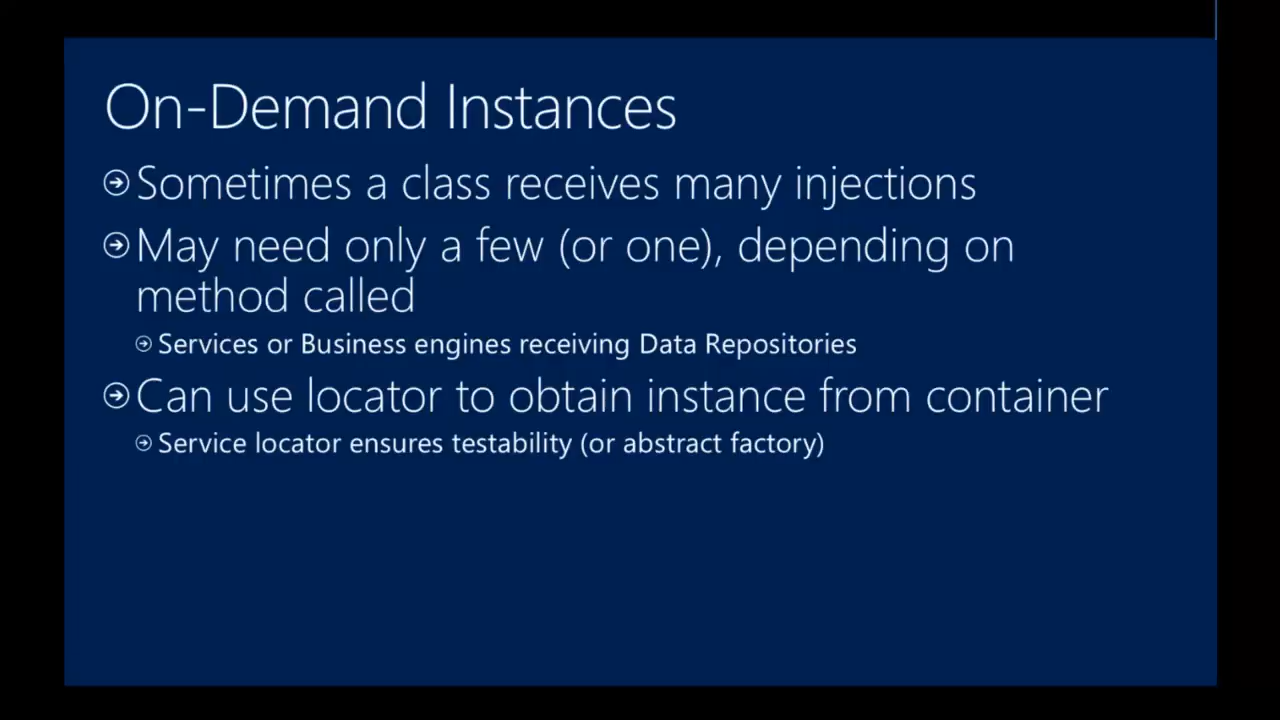 On-Demand Instances
Sometimes a class receives many injections
May need only a few (or one), depending on
method called
Services or Business engines receiving Data Repositories
Can use locator to obtain instance from container
Service locator ensures testability (or abstract factory)